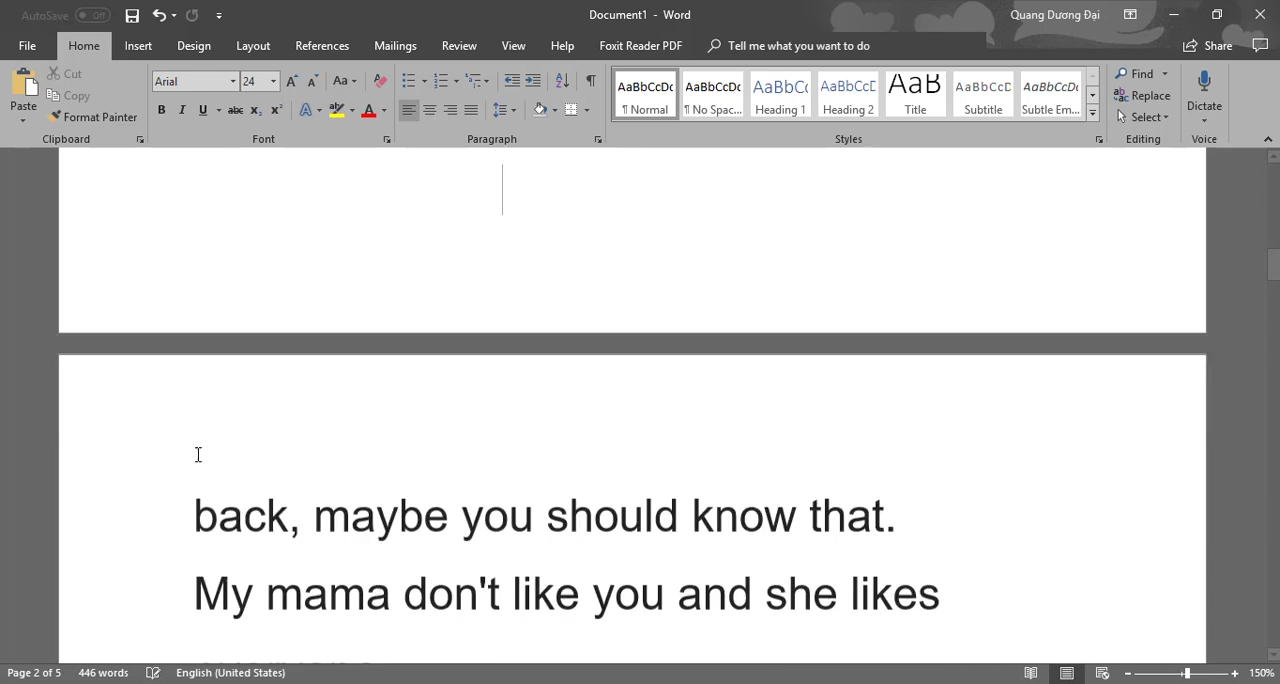 AutoSave Off Document1 - Word Quang Dương Đại
File Home Insert Design Layout References Mailings Review View Help Foxit Reader PDF Tell me what you want to do Share
Paste Cut Copy Format Painter
Arial 24 Aa
AaBbCcDc AaBbCcDc AaBbCc AaBbCcD AaB AaBbCcD AaBbCcDc
¶ Normal ¶ No Spac... Heading 1 Heading 2 Title Subtitle Subtle Em...
Find Replace Select
Dictate
Clipboard Font Paragraph Styles Editing Voice
back, maybe you should know that.
My mama don't like you and she likes
Page 2 of 5 446 words English (United States) 150%